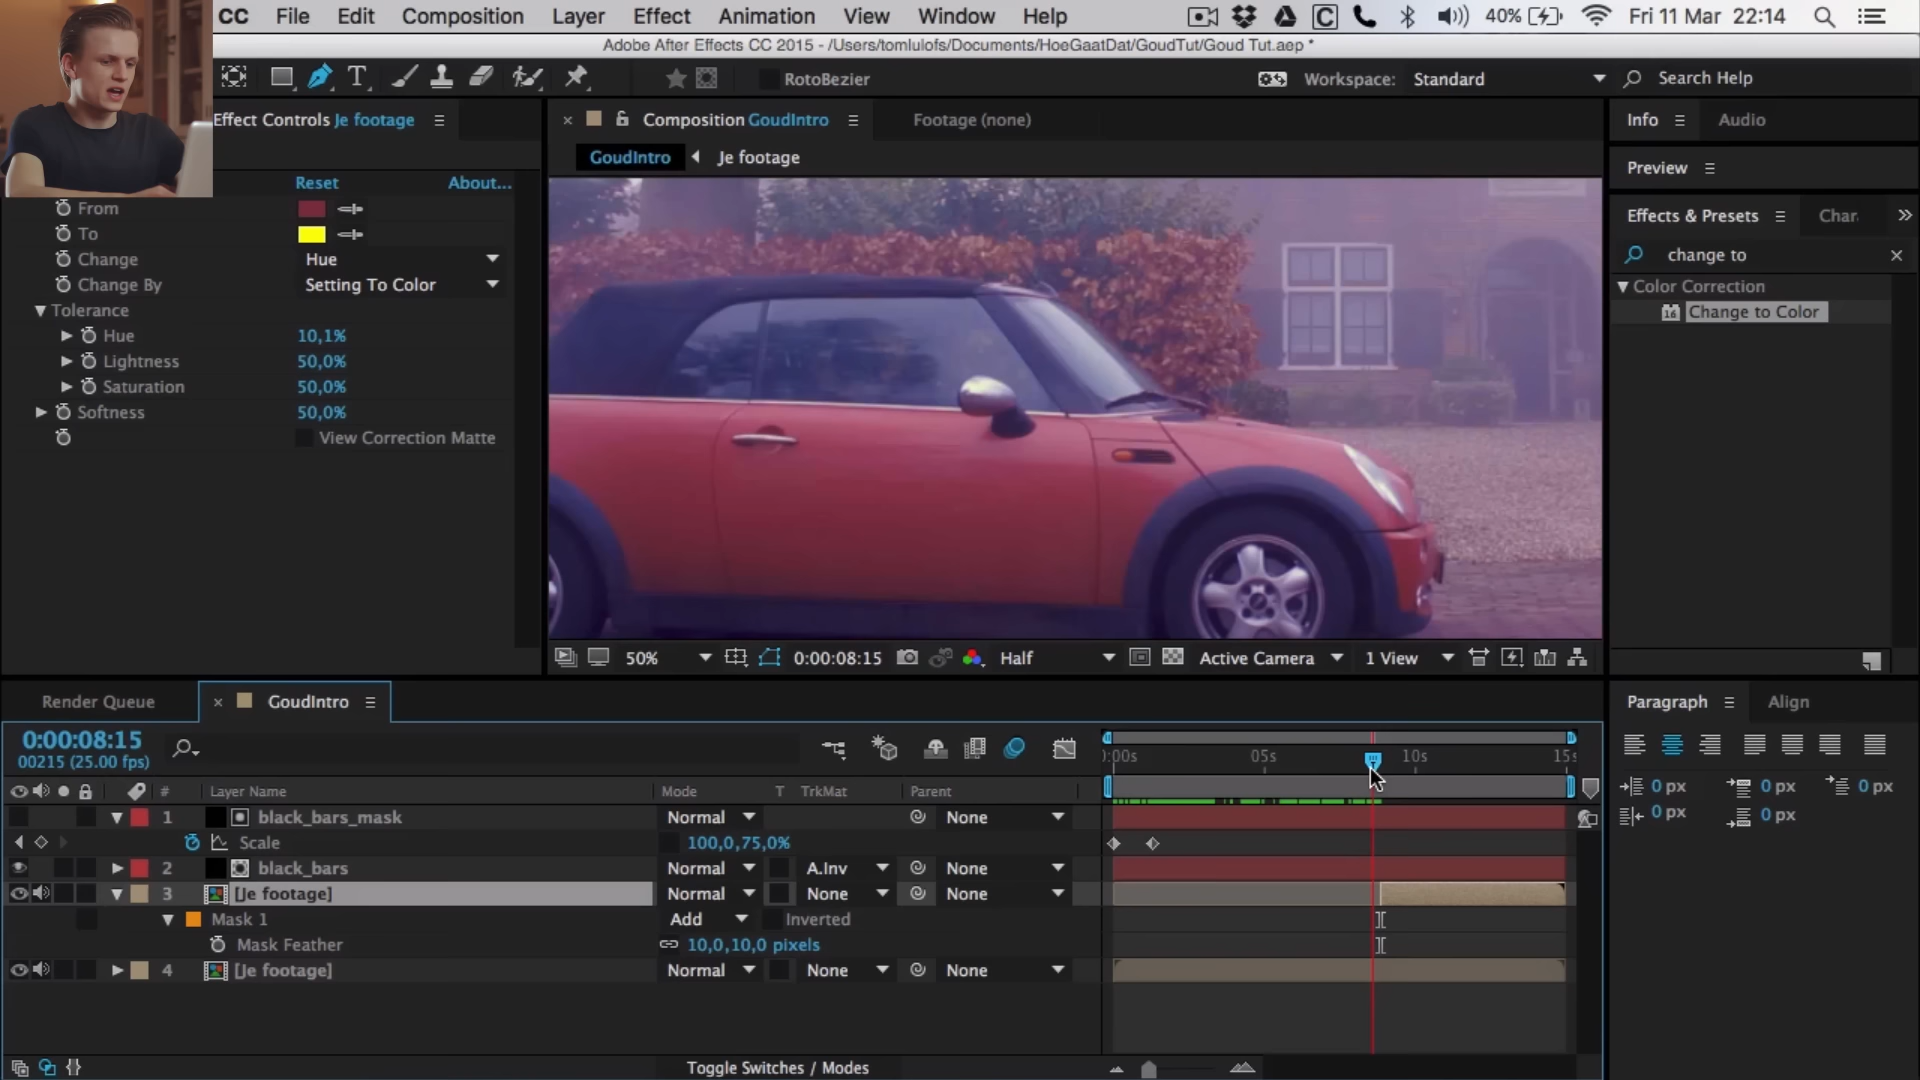 CC File Edit Composition Layer Effect Animation View Window Help 40% Fri 11 Mar 22:14
Adobe After Effects CC 2015 - /Users/tomlulofs/Documents/HoeGaatDat/GoudTut/Goud Tut.aep *
RotoBezier Workspace: Standard Search Help
Effect Controls Je footage
Composition GoudIntro
Footage (none)
GoudIntro
Je footage
Reset About...
From
To
Change Hue
Change By Setting To Color
Tolerance
Hue 10,1%
Lightness 50,0%
Saturation 50,0%
Softness 50,0%
View Correction Matte
50% 0:00:08:15 Half Active Camera 1 View
Info Audio
Preview
Effects & Presets Char
change to
Color Correction
16 Change to Color
Render Queue
GoudIntro
0:00:08:15
00215 (25.00 fps)
# Layer Name Mode T TrkMat Parent
1 black_bars_mask Normal None
Scale 100,0,75,0%
2 black_bars Normal A.Inv None
3 [Je footage] Normal None None
Mask 1 Add Inverted
Mask Feather 10,0,10,0 pixels
4 [Je footage] Normal None None
Toggle Switches / Modes
:00s 05s 10s 15s
Paragraph Align
0 px 0 px 0 px
0 px 0 px